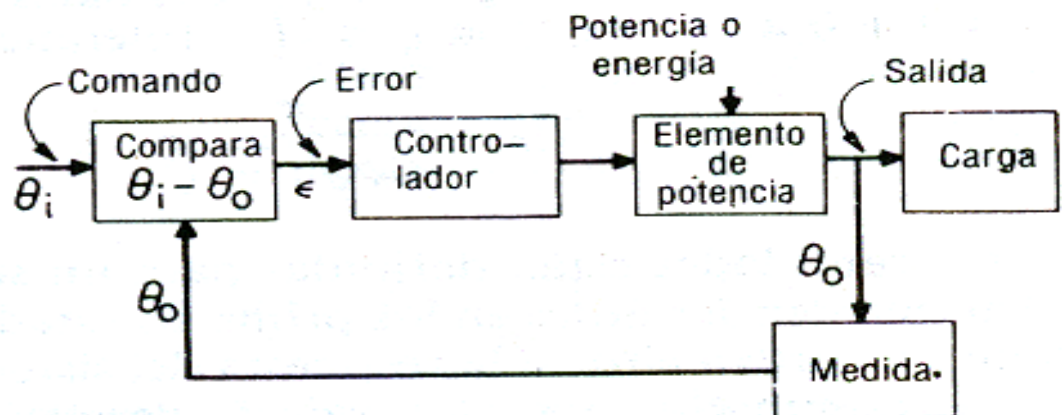 Potencia o
energía
Comando
Error
Salida
Compara
θi - θo
Contro-
lador
Elemento
de
potencia
Carga
θi
ϵ
θo
θo
Medida.